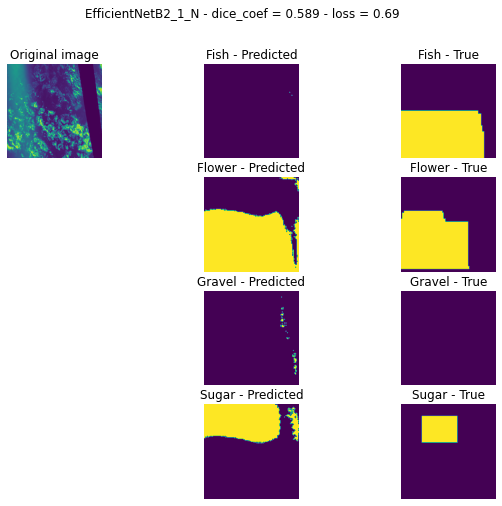 EfficientNetB2_1_N - dice_coef = 0.589 - loss = 0.69
Original image
Fish - Predicted
Fish - True
Flower - Predicted
Flower - True
Gravel - Predicted
Gravel - True
Sugar - Predicted
Sugar - True